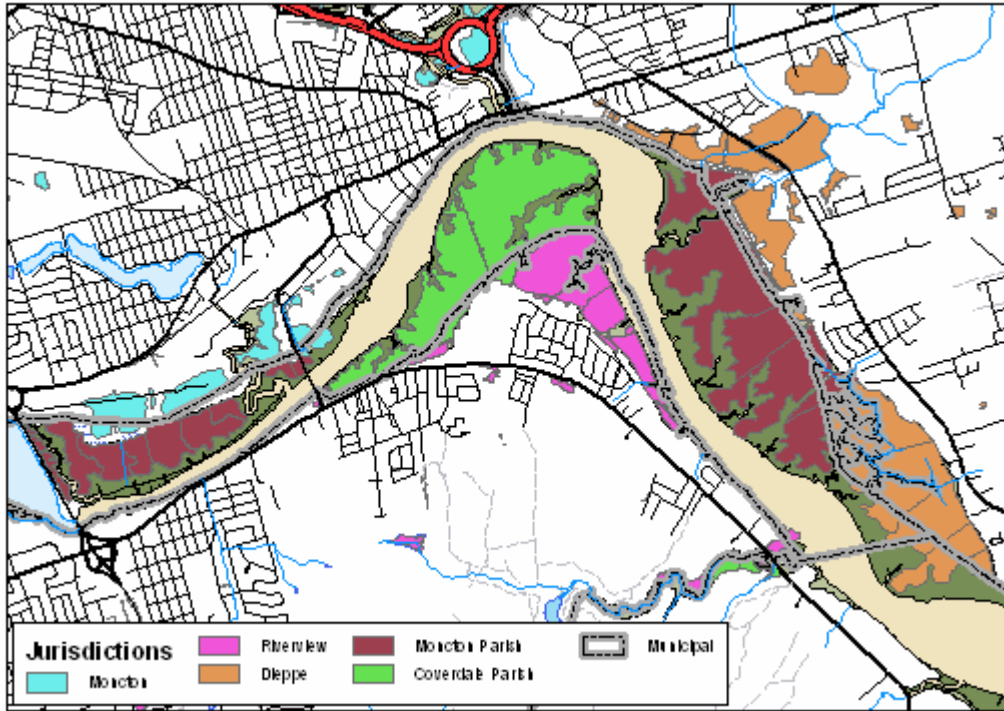 Jurisdictions
Moncton
Riverview
Dieppe
Moncton Parish
Coverdale Parish
Municipal